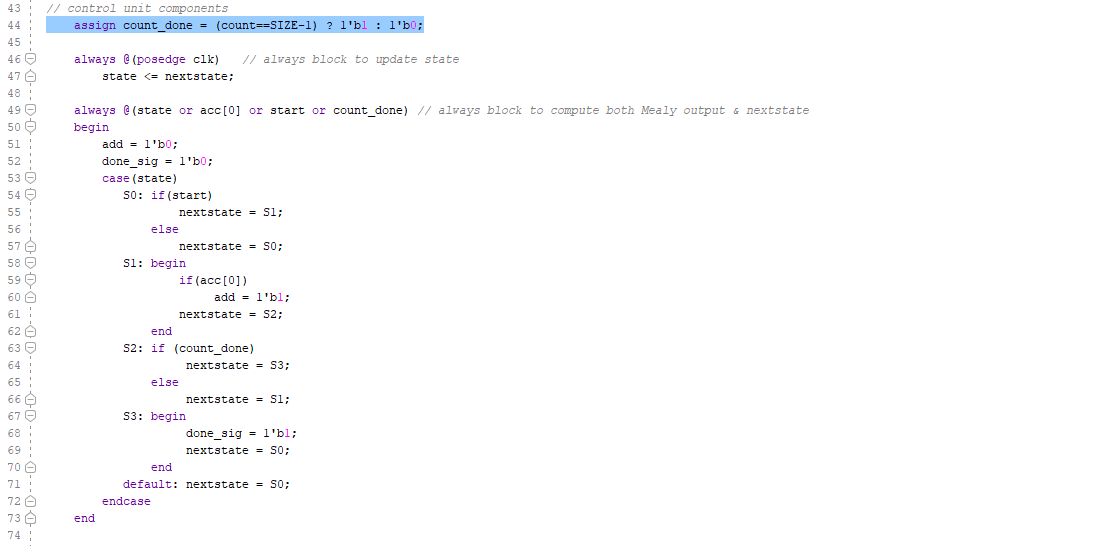 43 // control unit components
44 assign count_done = (count==SIZE-1) ? 1'b1 : 1'b0;
45
46 always @(posedge clk) // always block to update state
47 state <= nextstate;
48
49 always @(state or acc[0] or start or count_done) // always block to compute both Mealy output & nextstate
50 begin
51 add = 1'b0;
52 done_sig = 1'b0;
53 case(state)
54 S0: if(start)
55 nextstate = S1;
56 else
57 nextstate = S0;
58 S1: begin
59 if(acc[0])
60 add = 1'b1;
61 nextstate = S2;
62 end
63 S2: if (count_done)
64 nextstate = S3;
65 else
66 nextstate = S1;
67 S3: begin
68 done_sig = 1'b1;
69 nextstate = S0;
70 end
71 default: nextstate = S0;
72 endcase
73 end
74